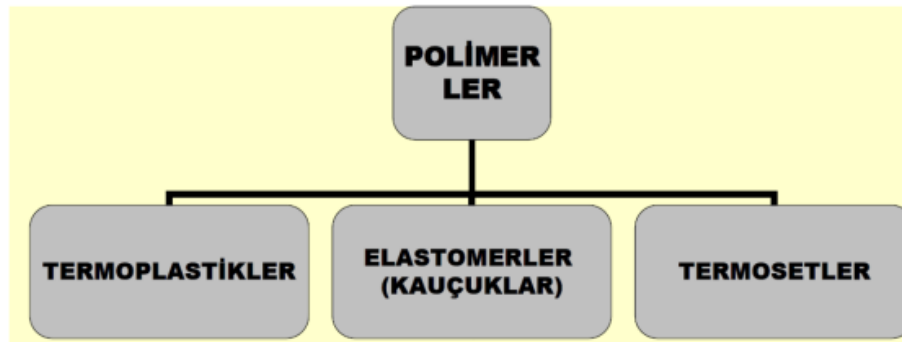 POLİMER
LER
TERMOPLASTİKLER
ELASTOMERLER
(KAUÇUKLAR)
TERMOSETLER